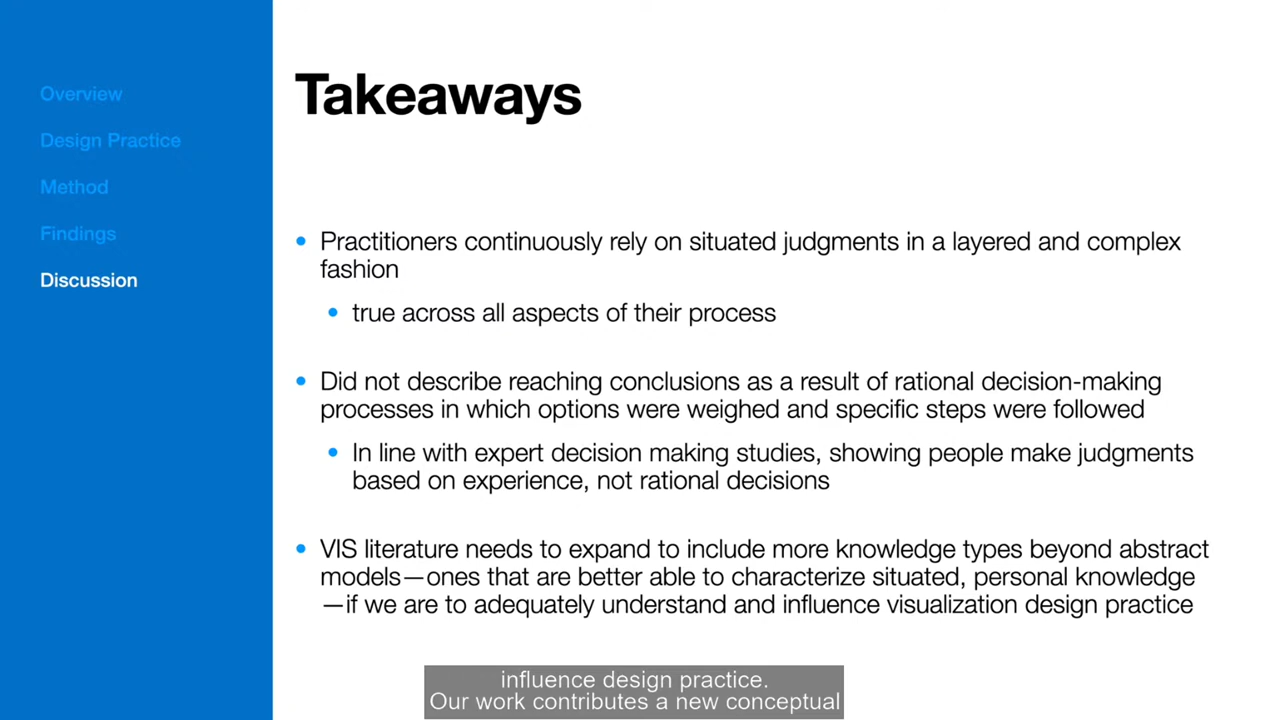 Overview
Design Practice
Method
Findings
Discussion
Takeaways
• Practitioners continuously rely on situated judgments in a layered and complex
fashion
• true across all aspects of their process
• Did not describe reaching conclusions as a result of rational decision-making
processes in which options were weighed and specific steps were followed
• In line with expert decision making studies, showing people make judgments
based on experience, not rational decisions
• VIS literature needs to expand to include more knowledge types beyond abstract
models—ones that are better able to characterize situated, personal knowledge
—if we are to adequately understand and influence visualization design practice
influence design practice.
Our work contributes a new conceptual